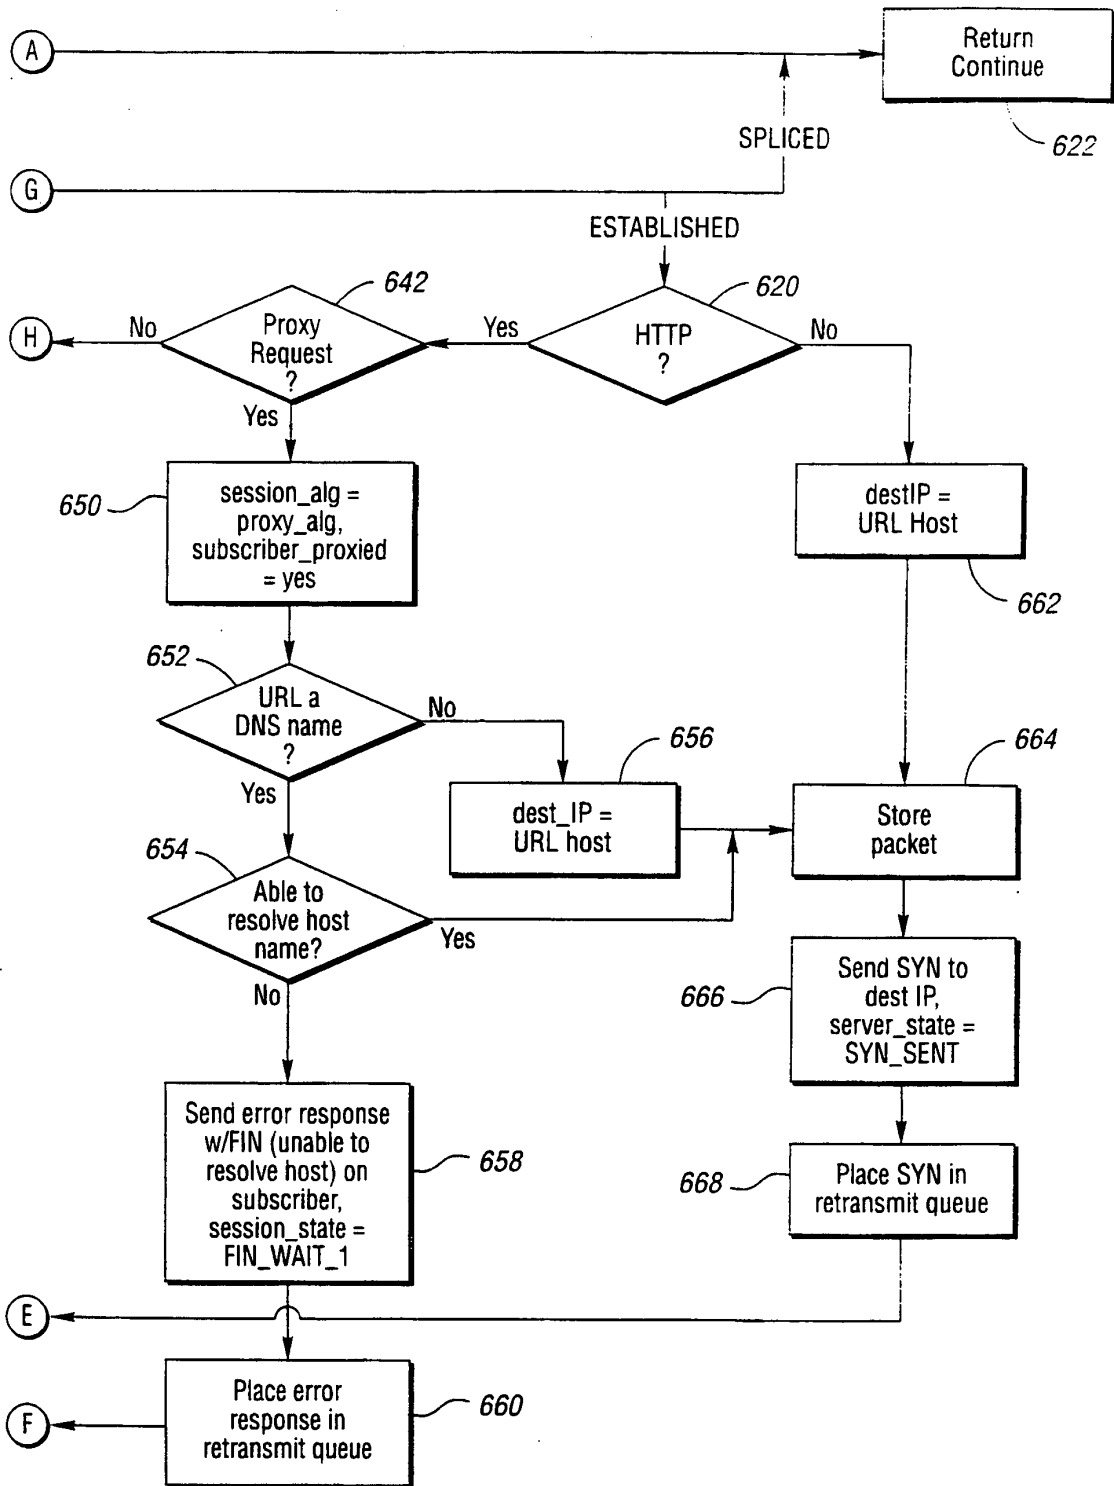 A
Return
Continue
622
SPLICED
G
ESTABLISHED
642
620
H
No
Proxy
Request
?
Yes
HTTP
?
No
Yes
650
session_alg =
proxy_alg,
subscriber_proxied
= yes
destIP =
URL Host
662
652
URL a
DNS name
?
No
Yes
656
dest_IP =
URL host
664
Store
packet
654
Able to
resolve host
name?
Yes
No
666
Send SYN to
dest IP,
server_state =
SYN_SENT
Send error response
w/FIN (unable to
resolve host) on
subscriber,
session_state =
FIN_WAIT_1
658
668
Place SYN in
retransmit queue
E
Place error
response in
retransmit queue
660
F